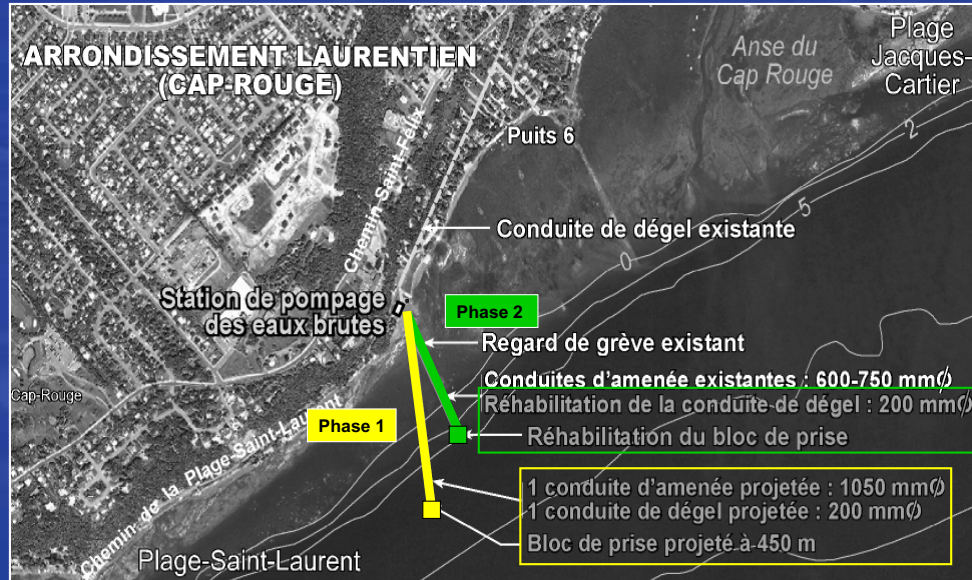 ARRONDISSEMENT LAURENTIEN
(CAP-ROUGE)
Anse du
Cap Rouge
Plage
Jacques-
Cartier
Puits 6
2
5
0
Chemin Saint-Félix
Conduite de dégel existante
Station de pompage
des eaux brutes
Phase 2
Regard de grève existant
Conduites d'amenée existantes : 600-750 mmØ
Réhabilitation de la conduite de dégel : 200 mmØ
Réhabilitation du bloc de prise
Cap-Rouge
Phase 1
Chemin de la Plage Saint-Laurent
1 conduite d'amenée projetée : 1050 mmØ
1 conduite de dégel projetée : 200 mmØ
Bloc de prise projeté à 450 m
Plage-Saint-Laurent